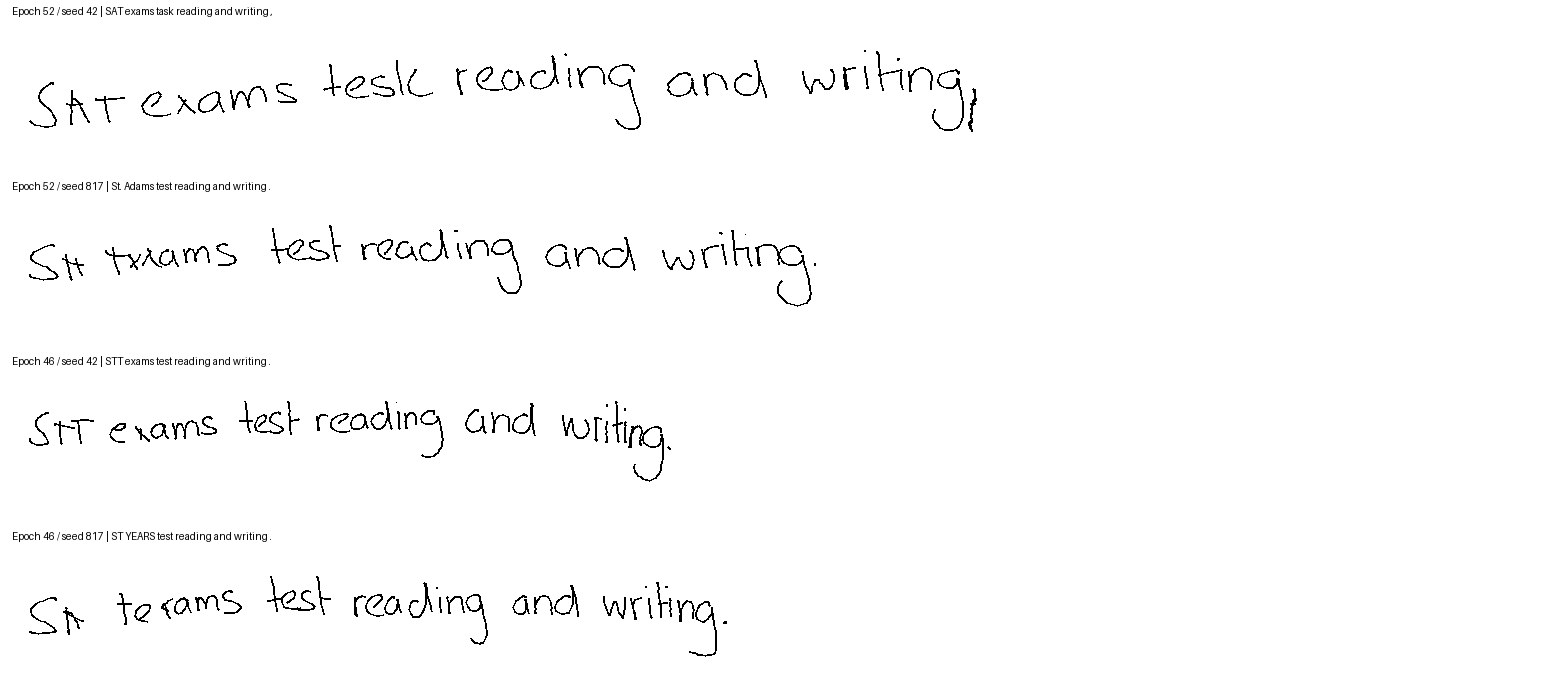 Epoch 52 / seed 42 | SAT exams task reading and writing,
SAT exams tesk reading and writing,
Epoch 52 / seed 817 | St. Adams test reading and writing.
test reading and writing.
Epoch 46 / seed 42 | STT exams test reading and writing.
STT exams test reading and writing.
Epoch 46 / seed 817 | ST YEARS test reading and writing.
SA terams test reading and writing.